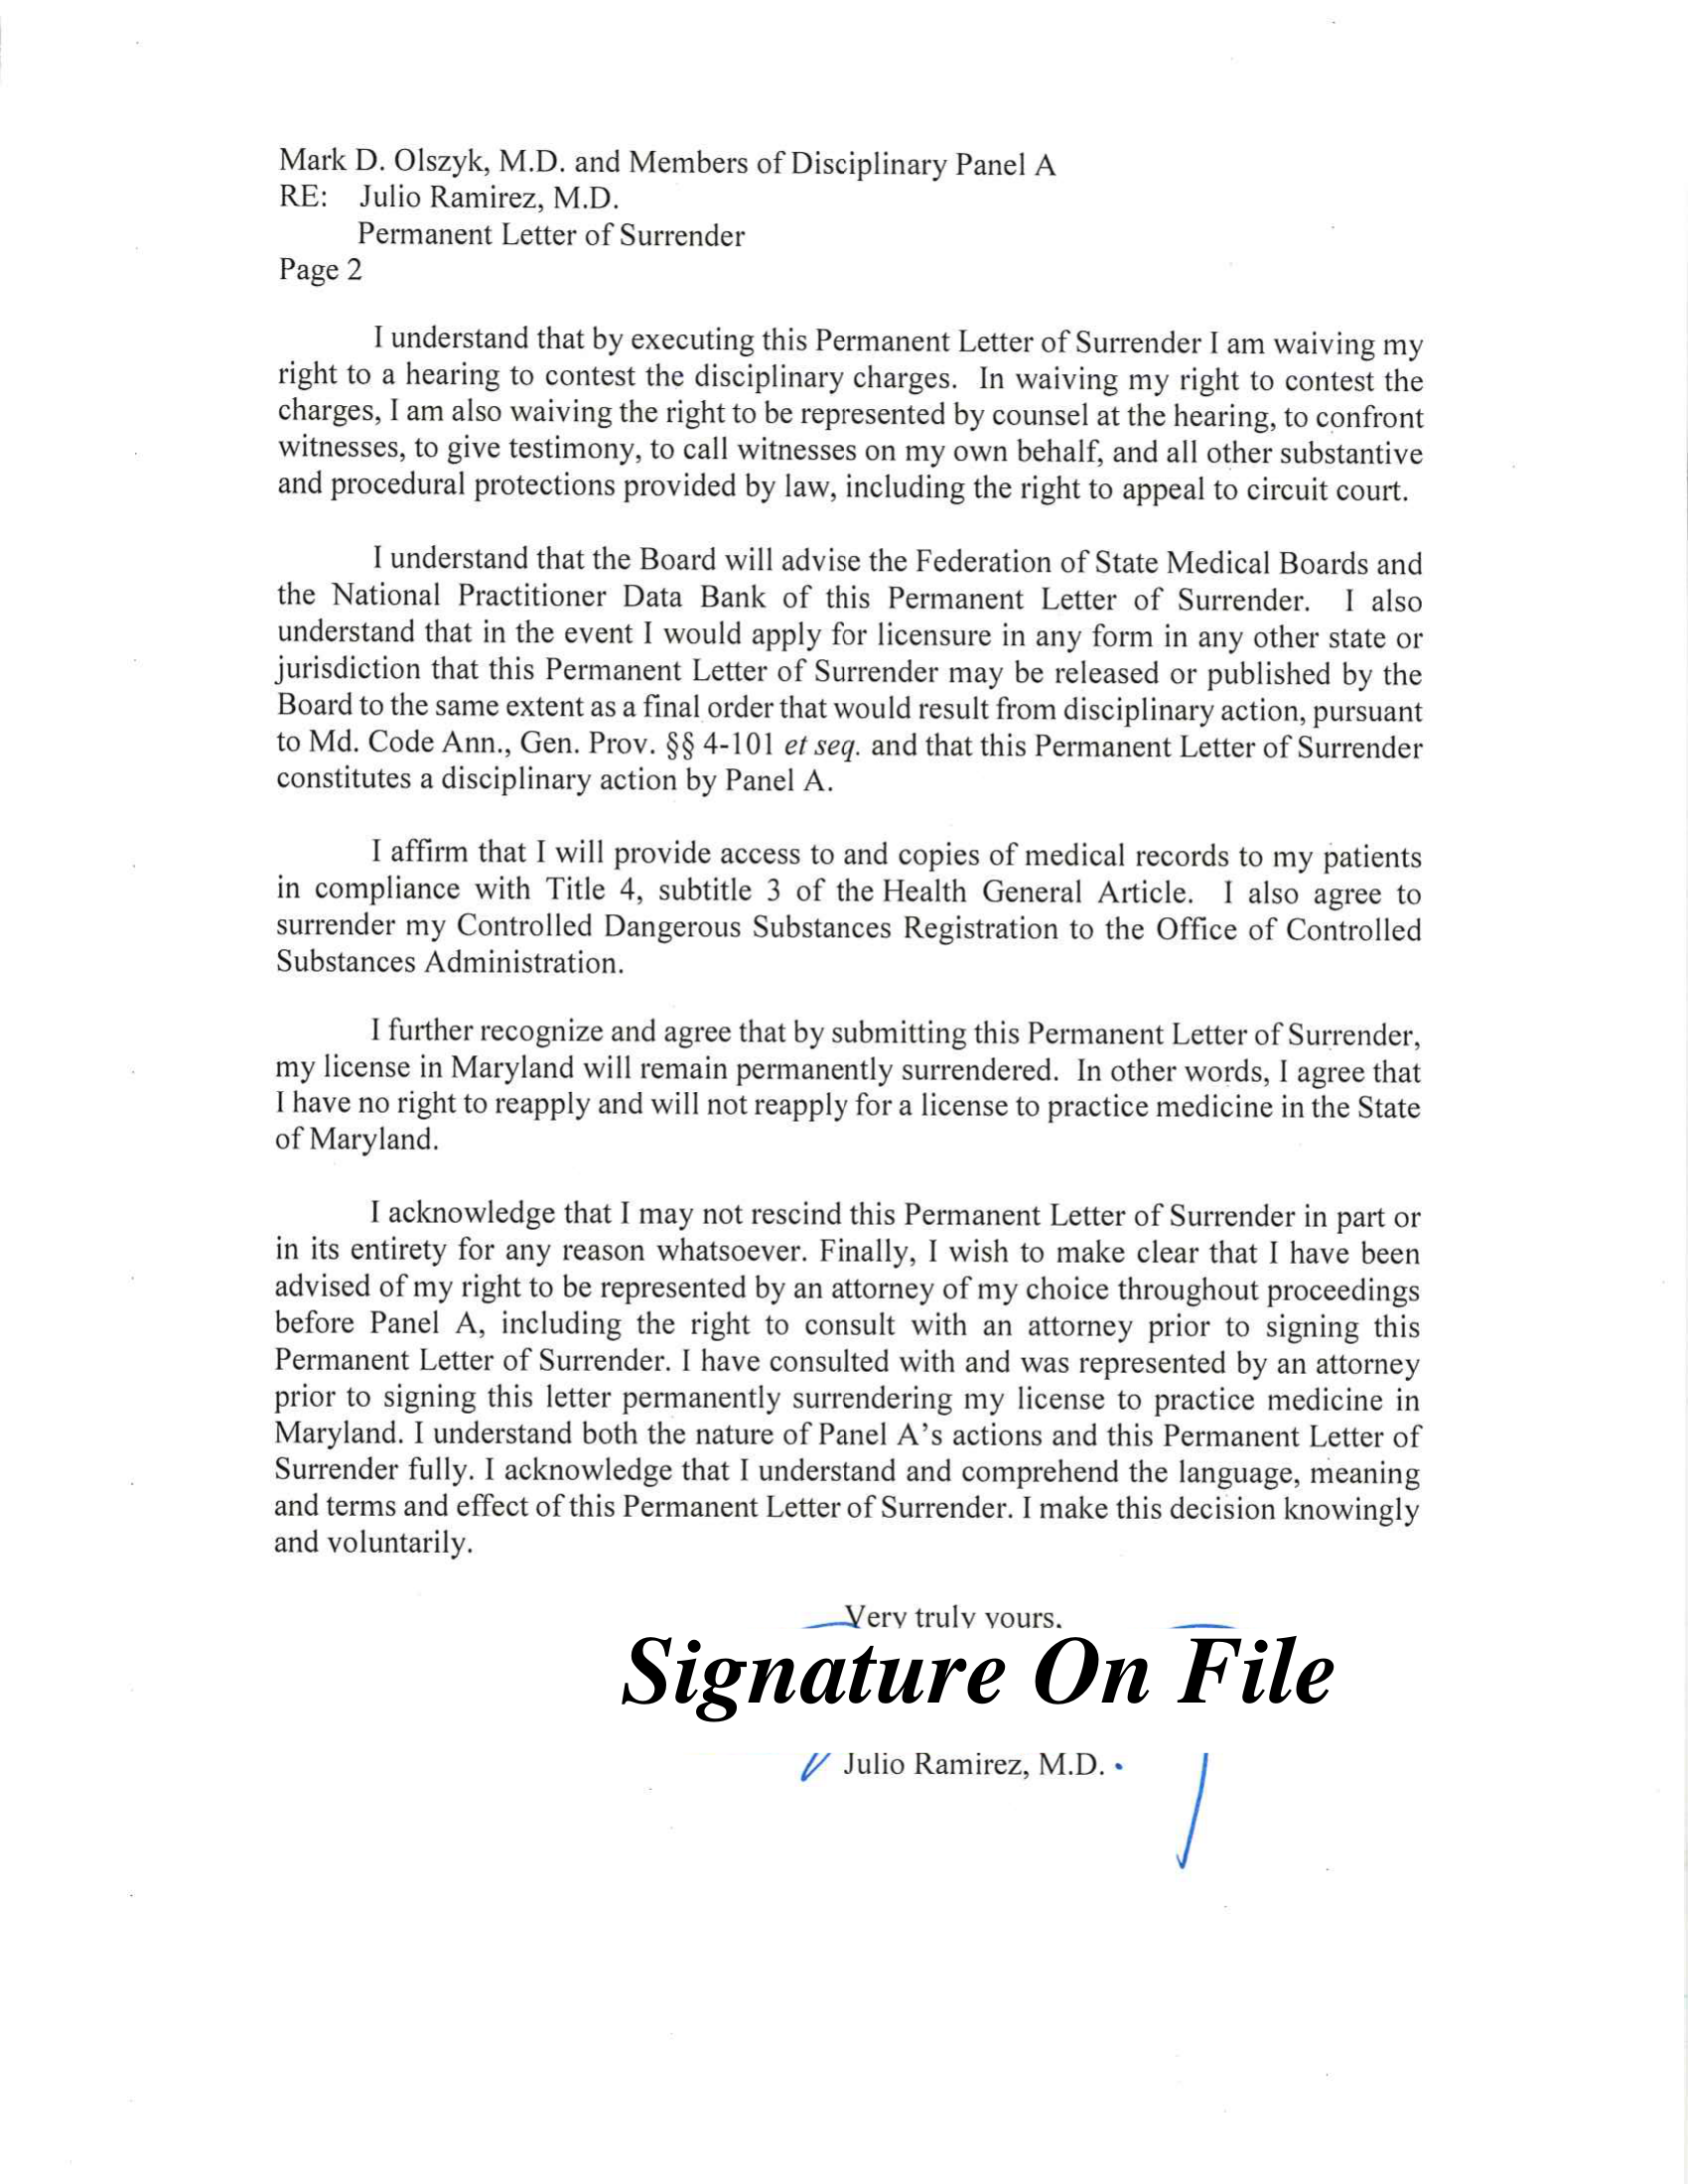 Mark D. Olszyk, M.D. and Members of Disciplinary Panel A
RE: Julio Ramirez, M.D.
Permanent Letter of Surrender
Page 2
I understand that by executing this Permanent Letter of Surrender I am waiving my
right to a hearing to contest the disciplinary charges. In waiving my right to contest the
charges, I am also waiving the right to be represented by counsel at the hearing, to confront
witnesses, to give testimony, to call witnesses on my own behalf, and all other substantive
and procedural protections provided by law, including the right to appeal to circuit court.
I understand that the Board will advise the Federation of State Medical Boards and
the National Practitioner Data Bank of this Permanent Letter of Surrender. I also
understand that in the event I would apply for licensure in any form in any other state or
jurisdiction that this Permanent Letter of Surrender may be released or published by the
Board to the same extent as a final order that would result from disciplinary action, pursuant
to Md. Code Ann., Gen. Prov. §§ 4-101 et seq. and that this Permanent Letter of Surrender
constitutes a disciplinary action by Panel A.
I affirm that I will provide access to and copies of medical records to my patients
in compliance with Title 4, subtitle 3 of the Health General Article. I also agree to
surrender my Controlled Dangerous Substances Registration to the Office of Controlled
Substances Administration.
I further recognize and agree that by submitting this Permanent Letter of Surrender,
my license in Maryland will remain permanently surrendered. In other words, I agree that
I have no right to reapply and will not reapply for a license to practice medicine in the State
of Maryland.
I acknowledge that I may not rescind this Permanent Letter of Surrender in part or
in its entirety for any reason whatsoever. Finally, I wish to make clear that I have been
advised of my right to be represented by an attorney of my choice throughout proceedings
before Panel A, including the right to consult with an attorney prior to signing this
Permanent Letter of Surrender. I have consulted with and was represented by an attorney
prior to signing this letter permanently surrendering my license to practice medicine in
Maryland. I understand both the nature of Panel A's actions and this Permanent Letter of
Surrender fully. I acknowledge that I understand and comprehend the language, meaning
and terms and effect of this Permanent Letter of Surrender. I make this decision knowingly
and voluntarily.
Very truly yours,
Signature On File
Julio Ramirez, M.D.